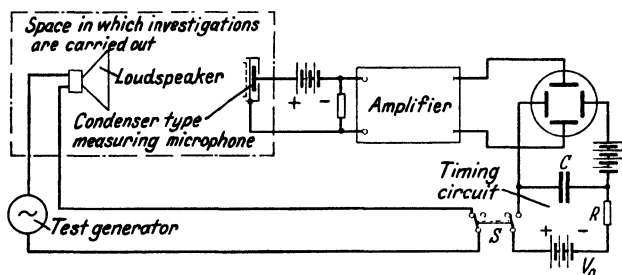 Space in which investigations
are carried out
Loudspeaker
Condenser type
measuring microphone
+ -
Amplifier
Timing
circuit
C
R
S
+ -
V₀
Test generator